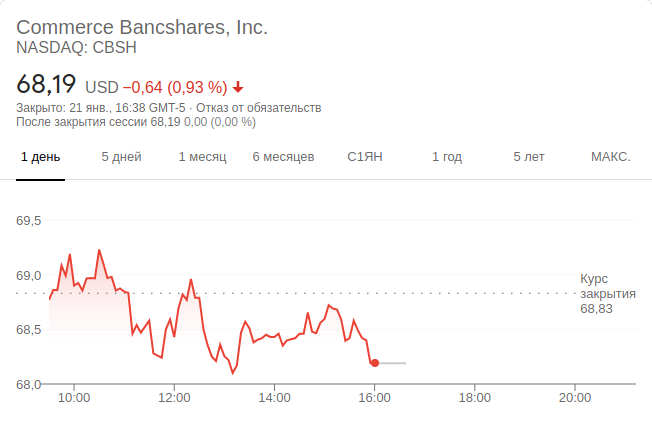 Commerce Bancshares, Inc.
NASDAQ: CBSH
68,19 USD −0,64 (0,93 %)
Закрыто: 21 янв., 16:38 GMT-5 · Отказ от обязательств
После закрытия сессии 68,19 0,00 (0,00 %)
1 день 5 дней 1 месяц 6 месяцев С1ЯН 1 год 5 лет МАКС.
69,5
69,0
Курс
закрытия
68,83
68,5
68,0
10:00 12:00 14:00 16:00 18:00 20:00